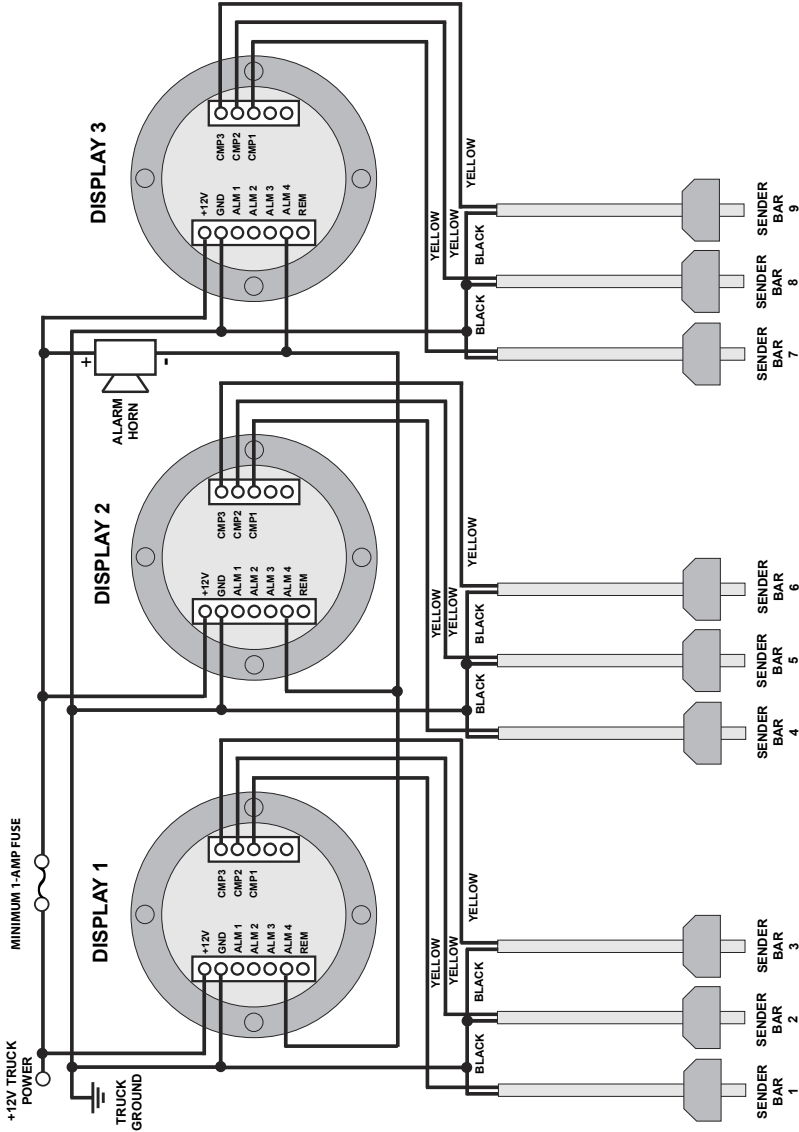 +12V TRUCK
POWER
MINIMUM 1-AMP FUSE
TRUCK
GROUND
DISPLAY 1
+12V
GND
ALM 1
ALM 2
ALM 3
ALM 4
REM
CMP3
CMP2
CMP1
DISPLAY 2
+12V
GND
ALM 1
ALM 2
ALM 3
ALM 4
REM
CMP3
CMP2
CMP1
ALARM
HORN
+
-
DISPLAY 3
+12V
GND
ALM 1
ALM 2
ALM 3
ALM 4
REM
CMP3
CMP2
CMP1
YELLOW
YELLOW
YELLOW
BLACK
BLACK
YELLOW
YELLOW
YELLOW
BLACK
BLACK
YELLOW
YELLOW
YELLOW
BLACK
BLACK
SENDER
BAR
1
SENDER
BAR
2
SENDER
BAR
3
SENDER
BAR
4
SENDER
BAR
5
SENDER
BAR
6
SENDER
BAR
7
SENDER
BAR
8
SENDER
BAR
9